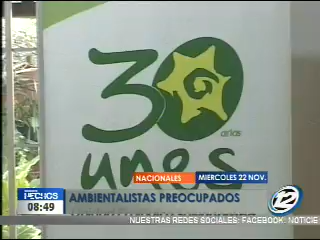 30
años
unes
NACIONALES
MIERCOLES 22 NOV.
HECHOS
AMBIENTALISTAS PREOCUPADOS
08:49
12
NUESTRAS REDES SOCIALES: FACEBOOK: NOTICIE